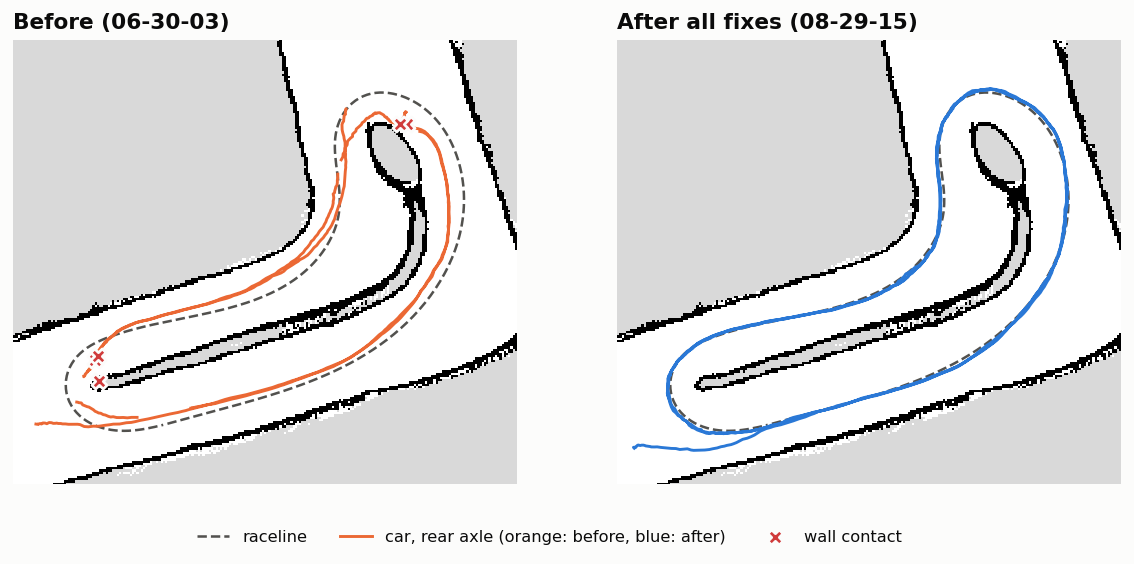 Before (06-30-03)
After all fixes (08-29-15)
raceline
car, rear axle (orange: before, blue: after)
wall contact